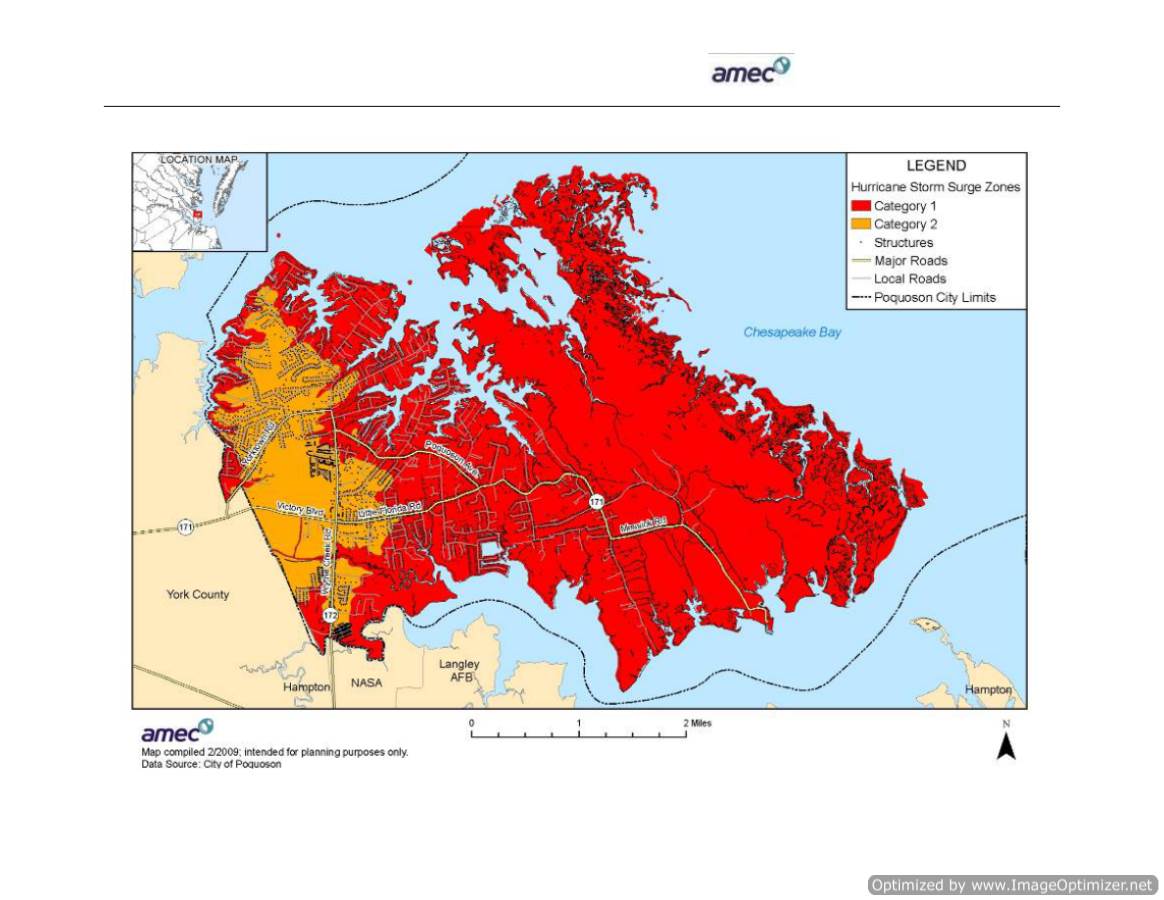 amec
LOCATION MAP
LEGEND
Hurricane Storm Surge Zones
Category 1
Category 2
Structures
Major Roads
Local Roads
Poquoson City Limits
Chesapeake Bay
Yorktown Rd
Poquoson Ave
Victory Blvd
Little Florida Rd
171
Messick Rd
171
Wythe Creek Rd
York County
172
Langley
AFB
NASA
Hampton
Hampton
amec
0 1 2 Miles
N
Map compiled 2/2009; intended for planning purposes only.
Data Source: City of Poquoson
Optimized by www.ImageOptimizer.net